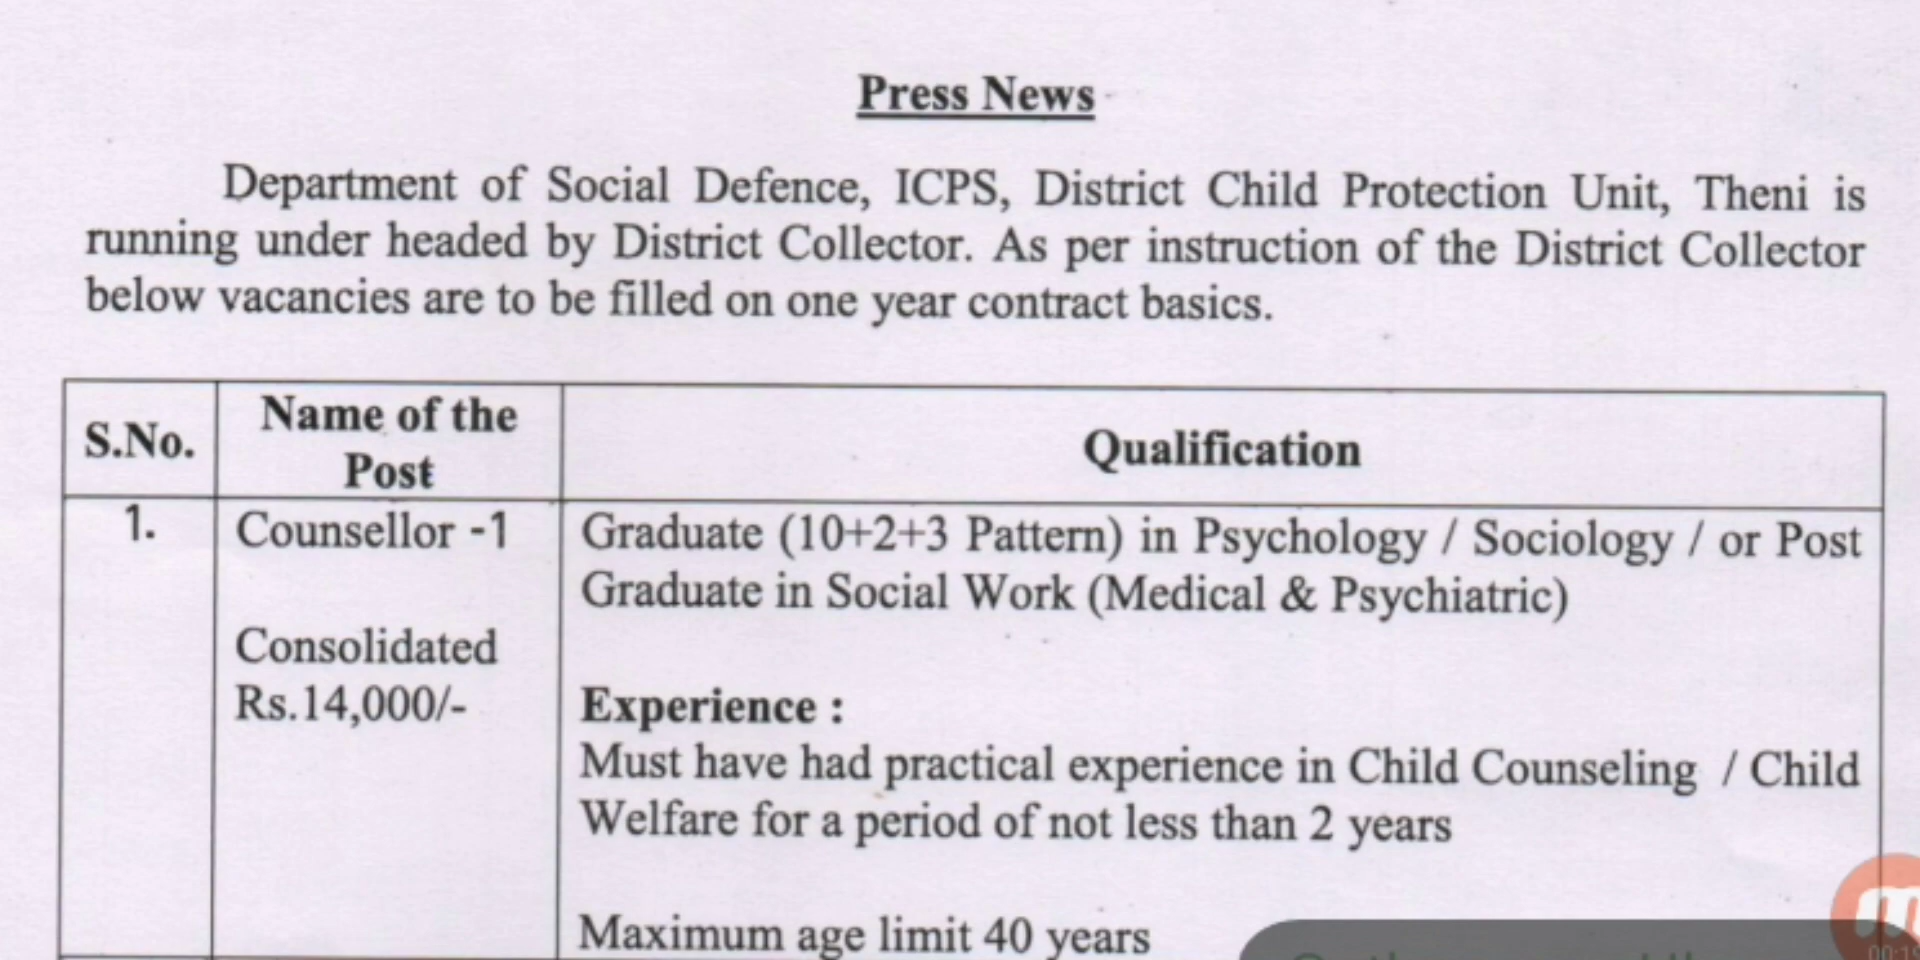 Press News
Department of Social Defence, ICPS, District Child Protection Unit, Theni is
running under headed by District Collector. As per instruction of the District Collector
below vacancies are to be filled on one year contract basics.
S.No.
Name of the
Post
Qualification
1.
Counsellor -1
Consolidated
Rs.14,000/-
Graduate (10+2+3 Pattern) in Psychology / Sociology / or Post
Graduate in Social Work (Medical & Psychiatric)
Experience :
Must have had practical experience in Child Counseling / Child
Welfare for a period of not less than 2 years
Maximum age limit 40 years